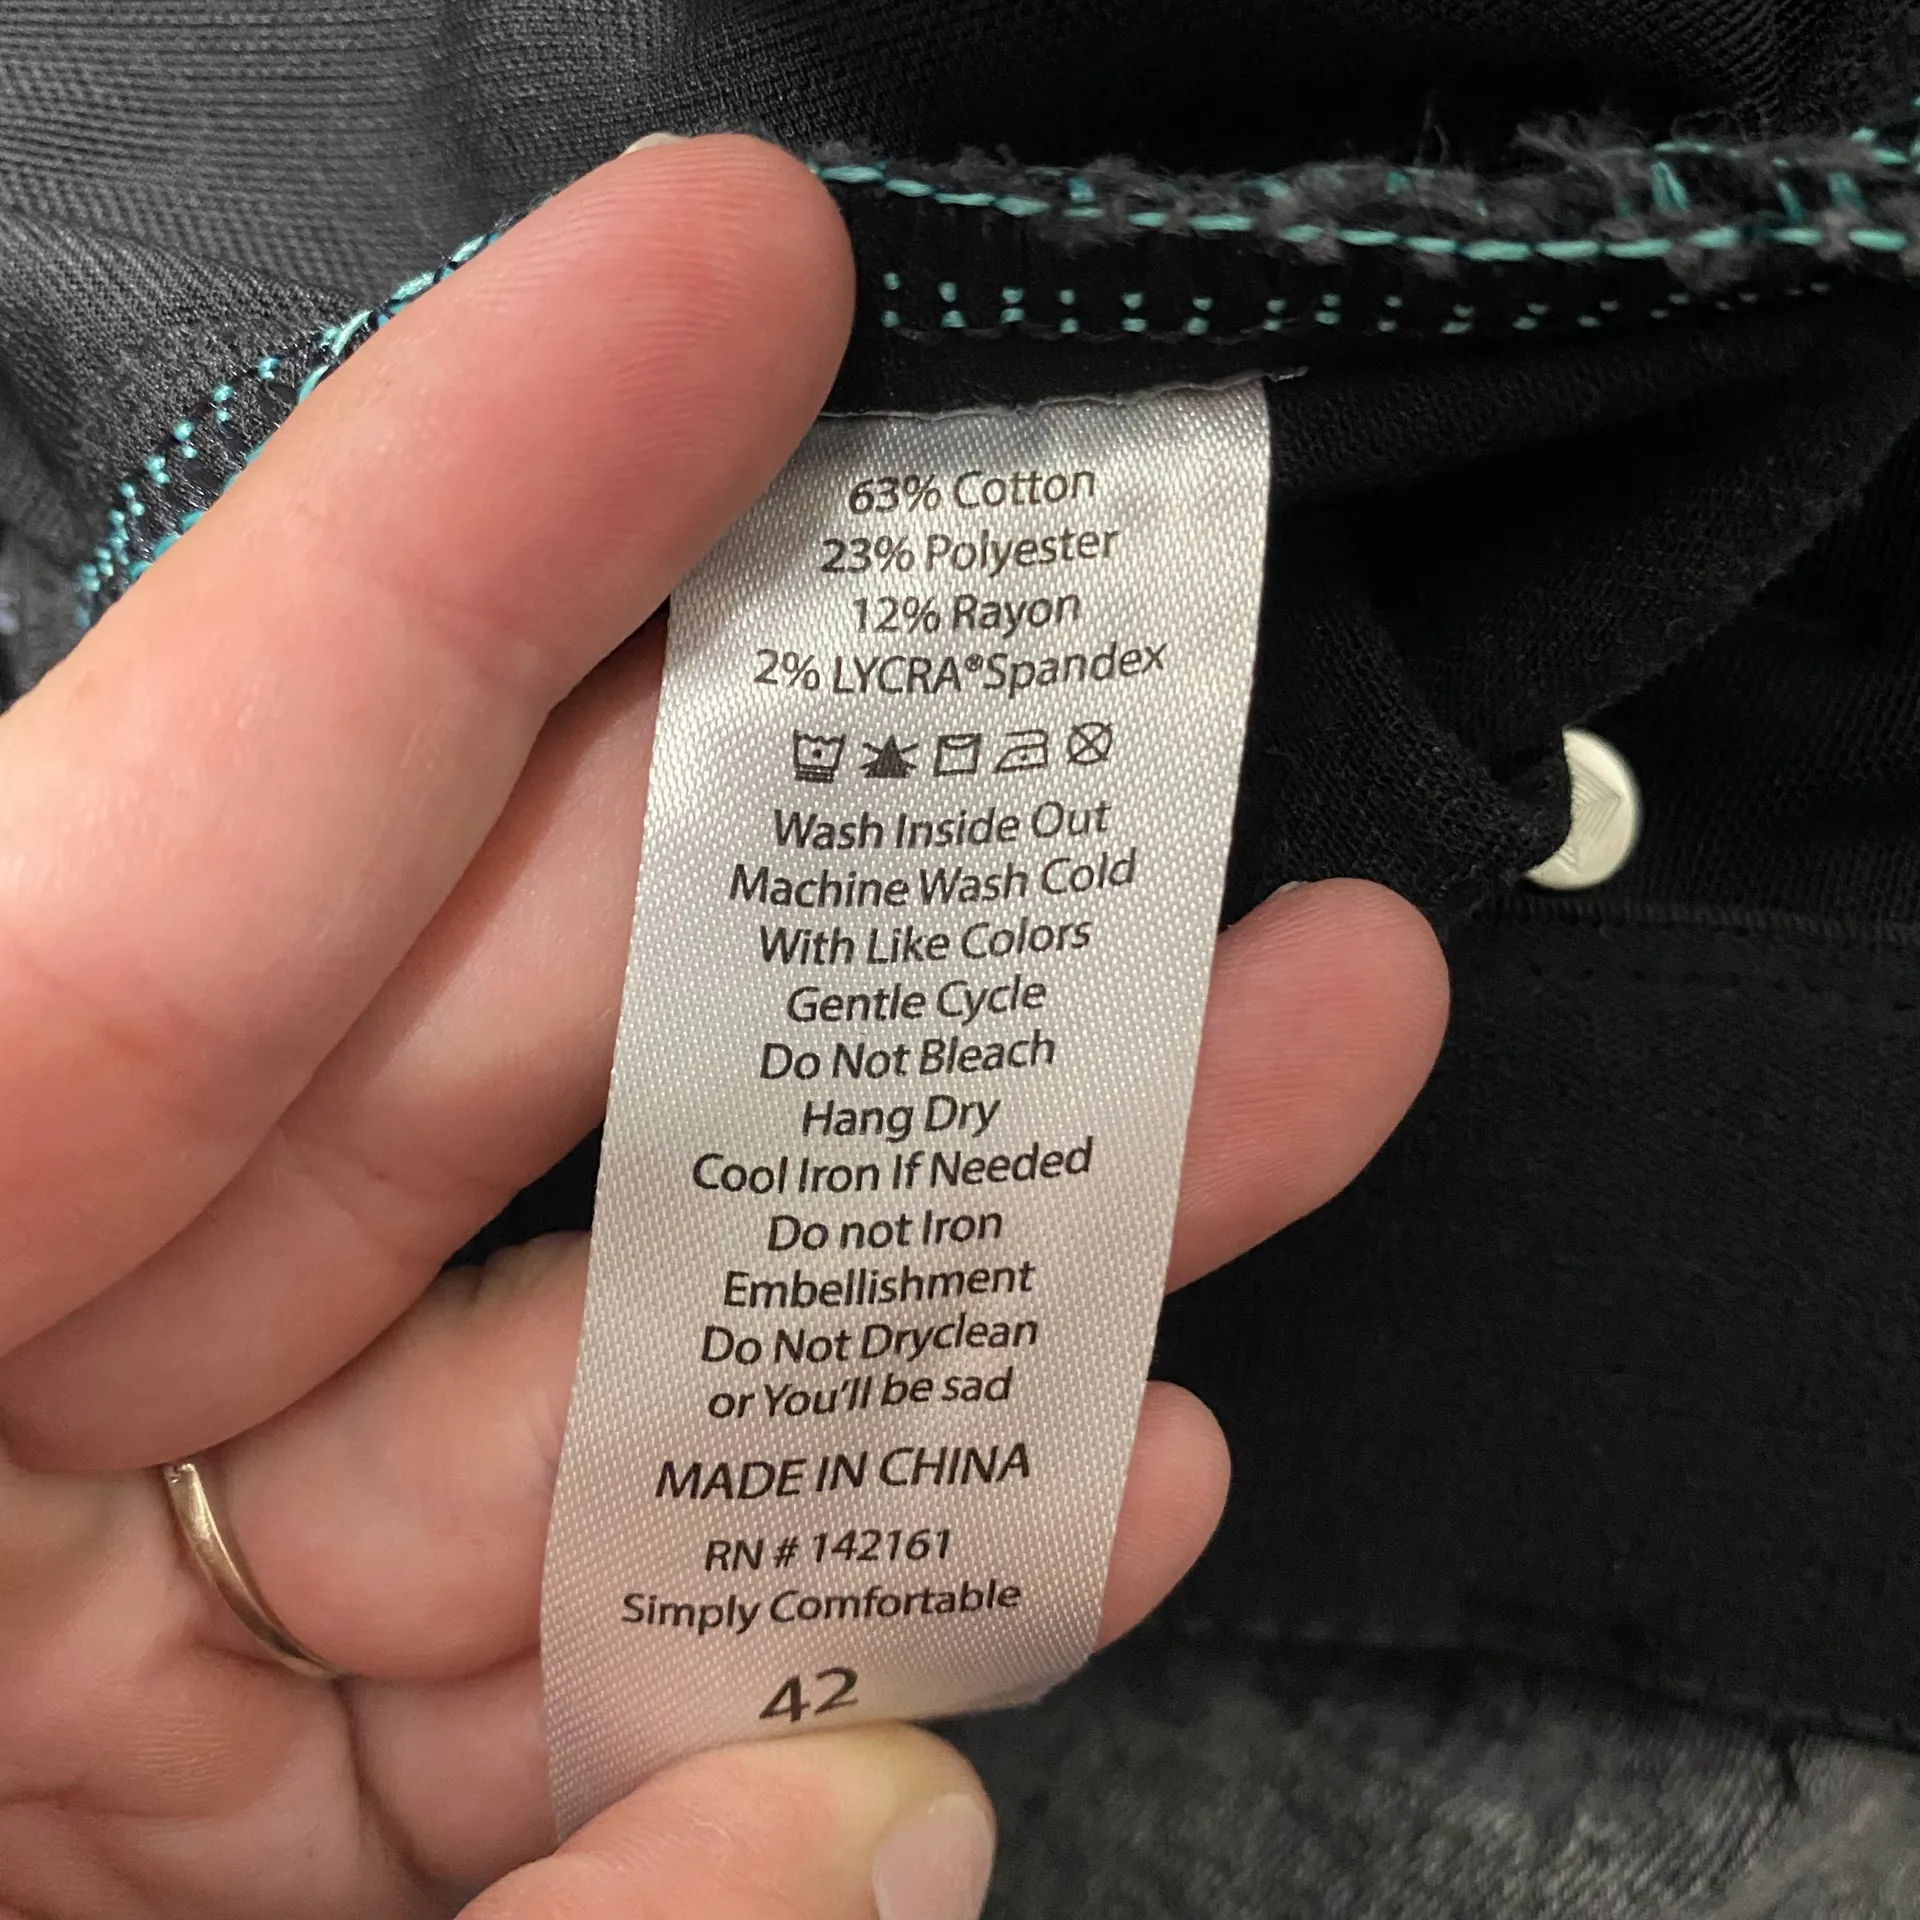 63% Cotton
23% Polyester
12% Rayon
2% LYCRA®Spandex
Wash Inside Out
Machine Wash Cold
With Like Colors
Gentle Cycle
Do Not Bleach
Hang Dry
Cool Iron If Needed
Do not Iron
Embellishment
Do Not Dryclean
or You'll be sad
MADE IN CHINA
RN # 142161
Simply Comfortable
42